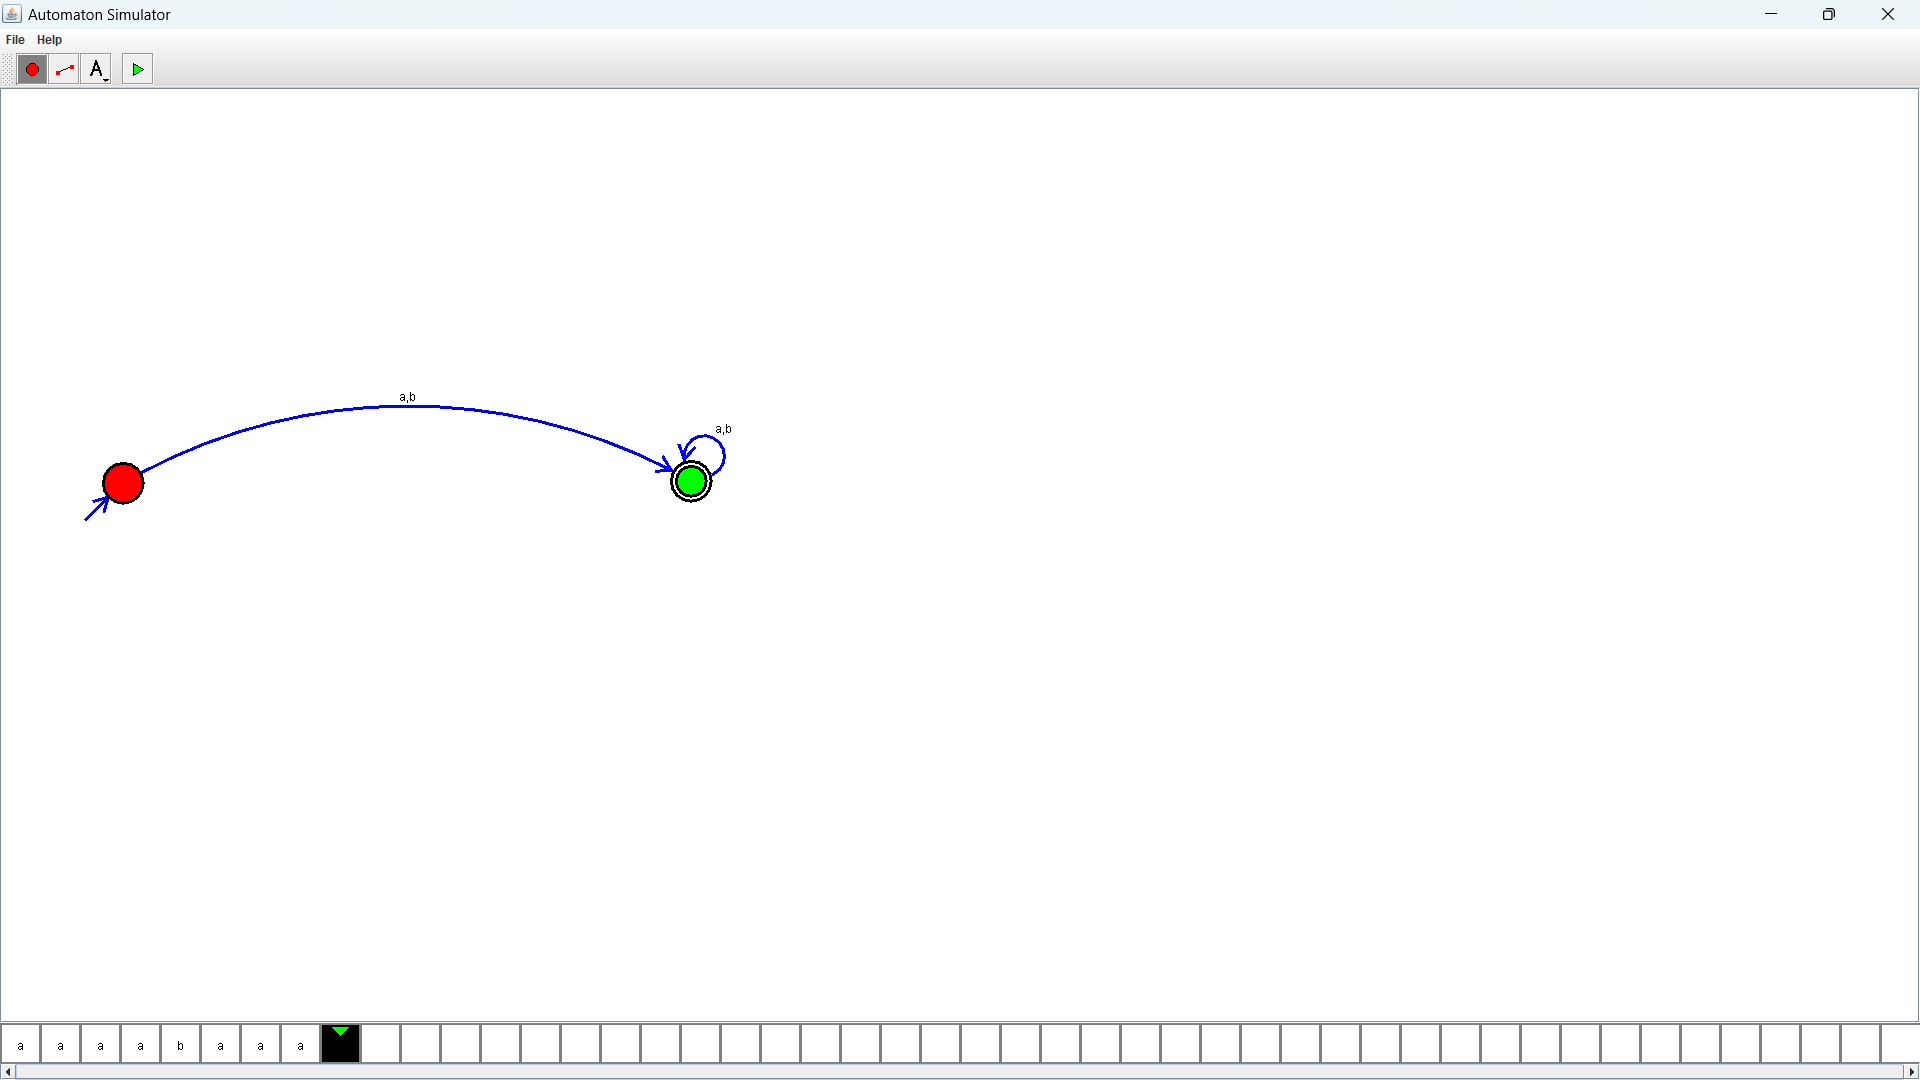 Automaton Simulator
File Help
A
a,b
a,b
a a a a b a a a